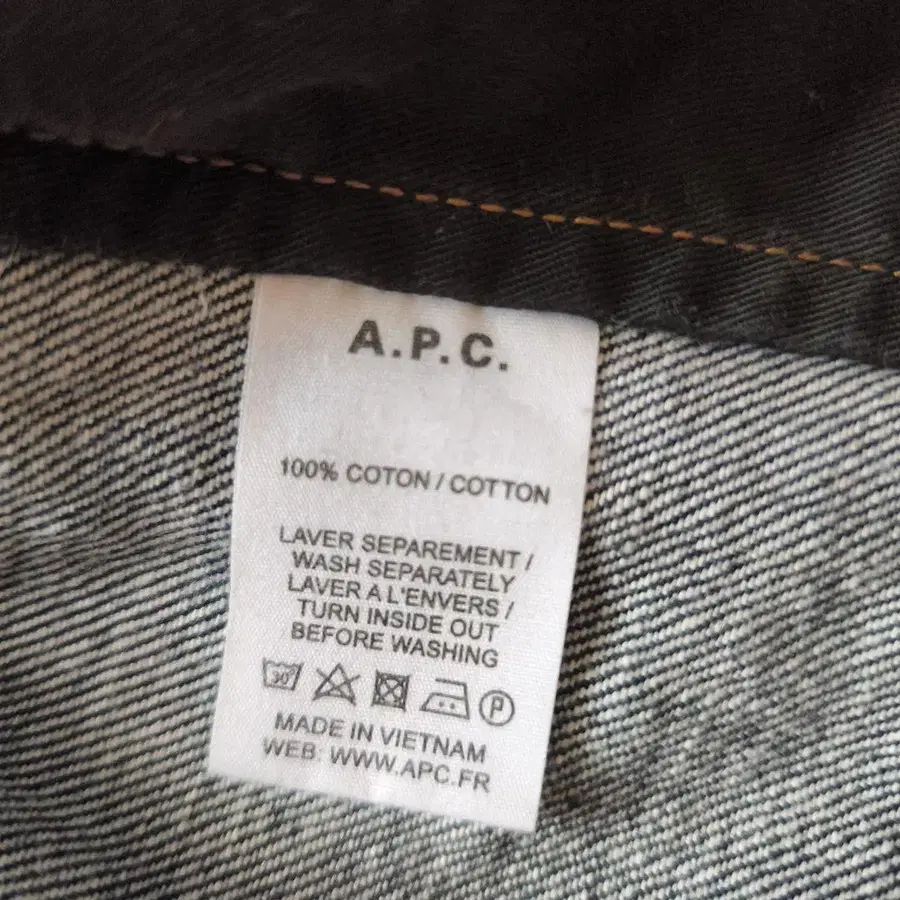 A.P.C.
100% COTON / COTTON
LAVER SEPAREMENT /
WASH SEPARATELY
LAVER A L'ENVERS /
TURN INSIDE OUT
BEFORE WASHING
30° P
MADE IN VIETNAM
WEB: WWW.APC.FR